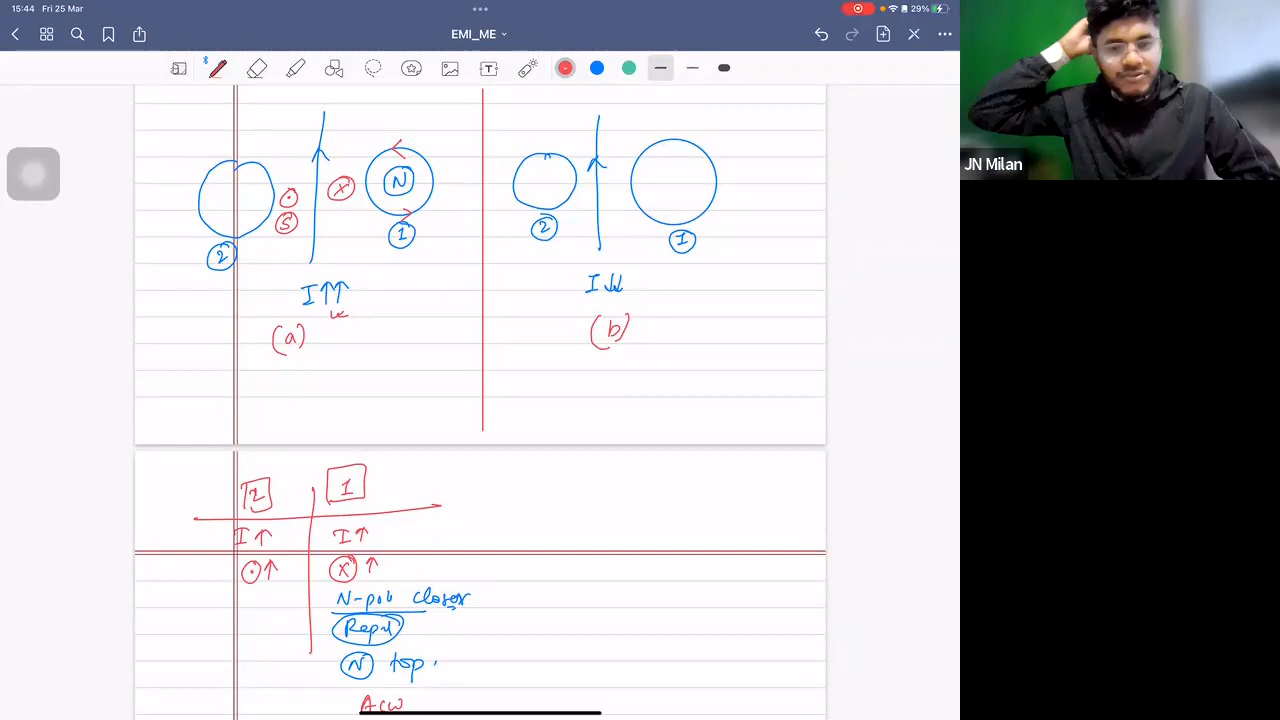 15:44 Fri 25 Mar
29%
EMI_ME
T
JN Milan
N
X
S
1
2
I↑↑
(a)
2
1
I↓↓
(b)
2 1
I↑ I↑
⊙↑ ⊗↑
N-pole closer
Repel
N top.
Acw